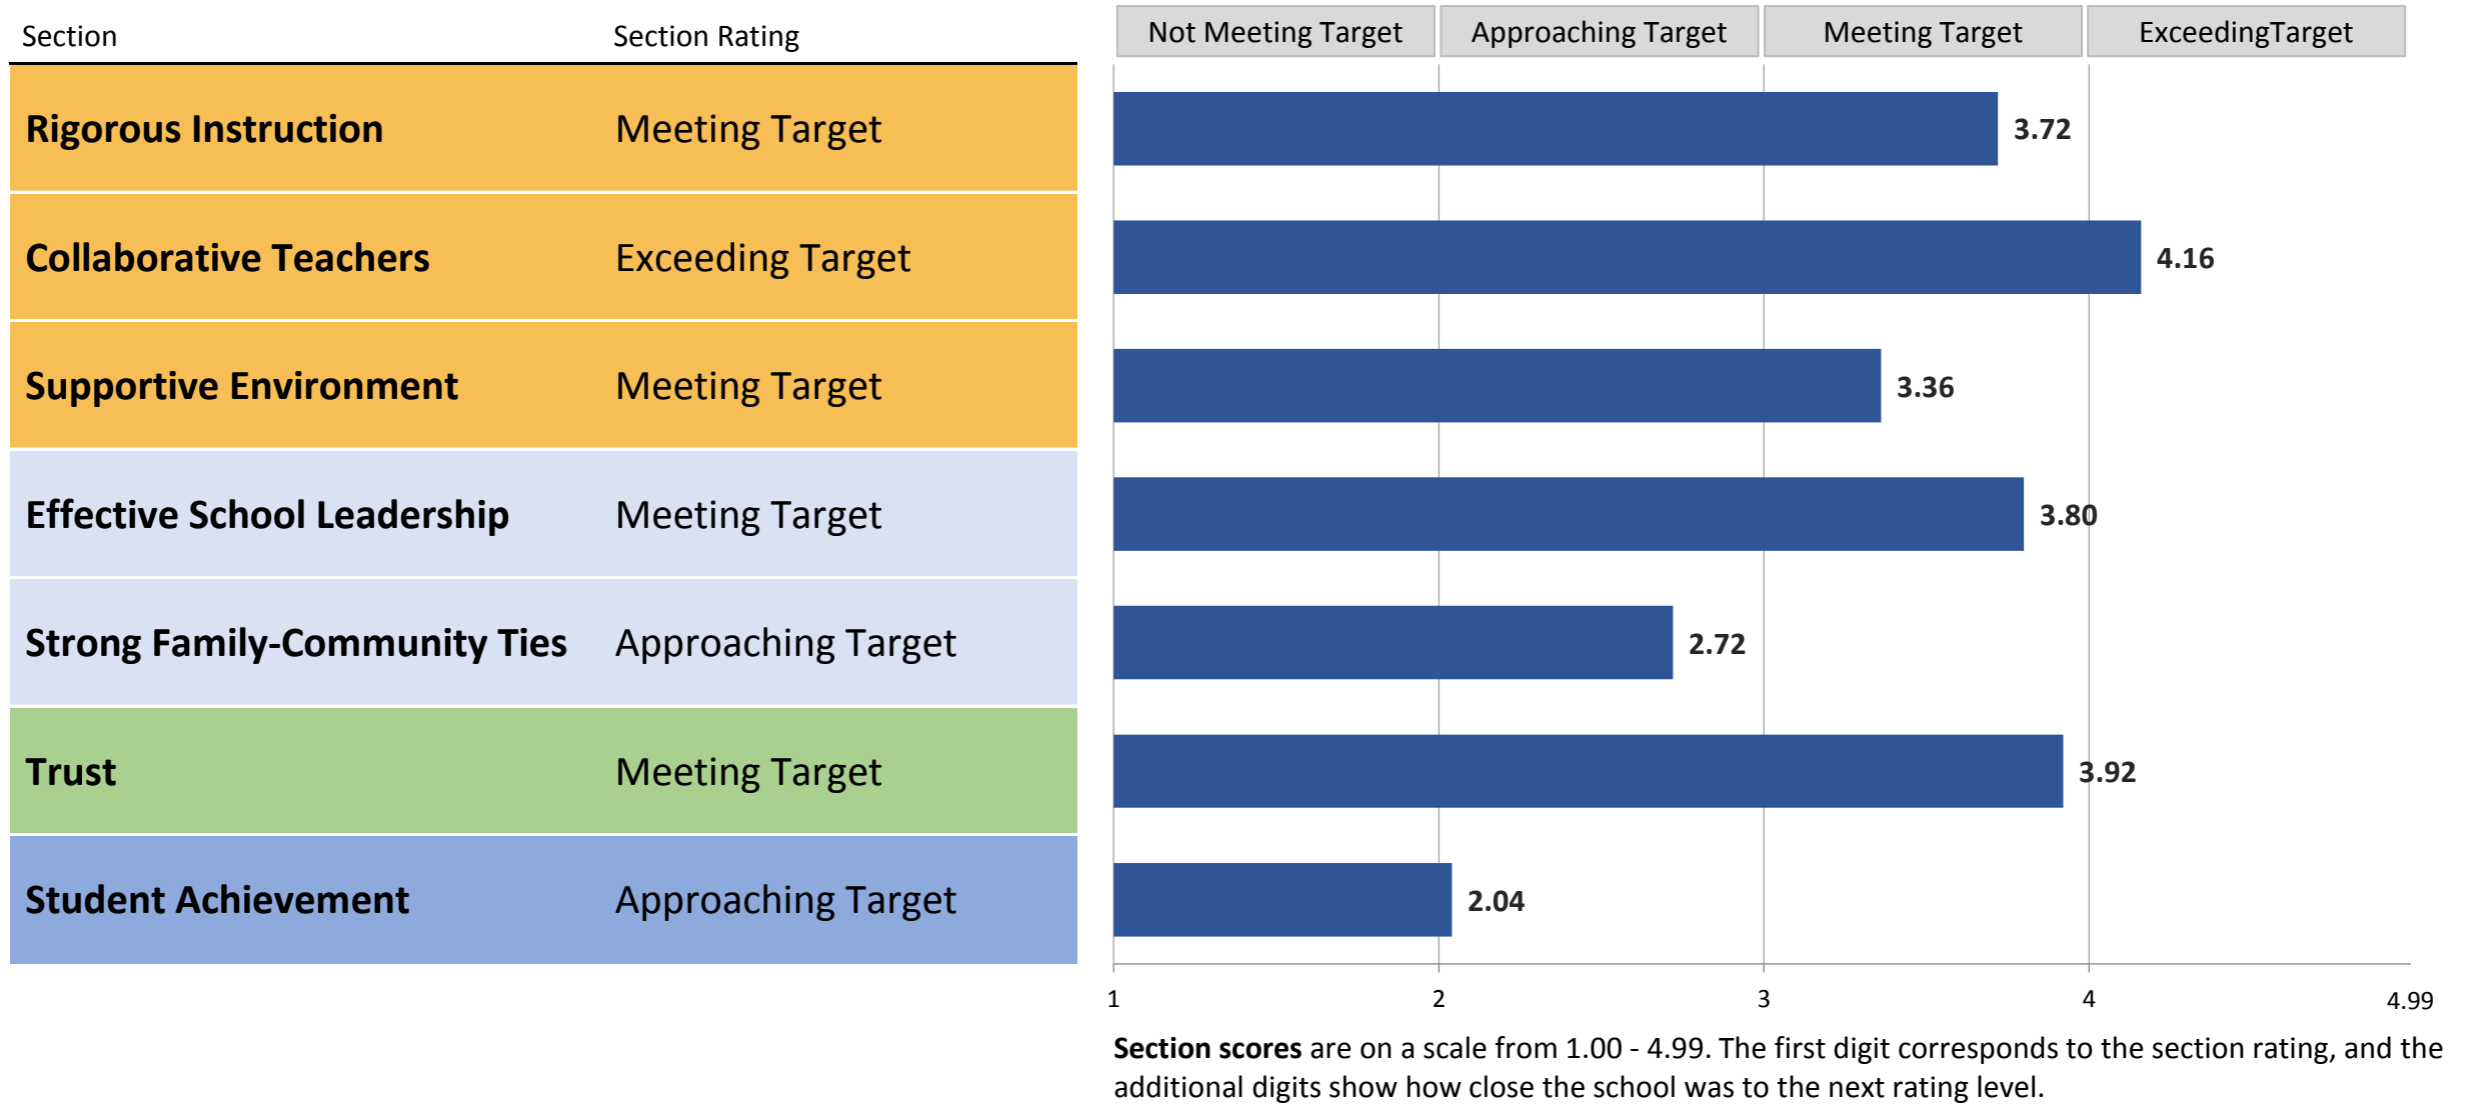 Section Section Rating Not Meeting Target Approaching Target Meeting Target ExceedingTarget
Rigorous Instruction Meeting Target 3.72
Collaborative Teachers Exceeding Target 4.16
Supportive Environment Meeting Target 3.36
Effective School Leadership Meeting Target 3.80
Strong Family-Community Ties Approaching Target 2.72
Trust Meeting Target 3.92
Student Achievement Approaching Target 2.04
1 2 3 4 4.99
Section scores are on a scale from 1.00 - 4.99. The first digit corresponds to the section rating, and the
additional digits show how close the school was to the next rating level.